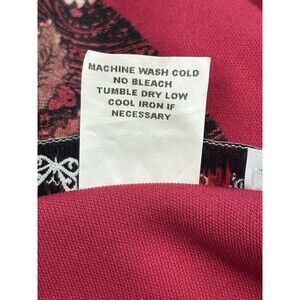 MACHINE WASH COLD
NO BLEACH
TUMBLE DRY LOW
COOL IRON IF
NECESSARY